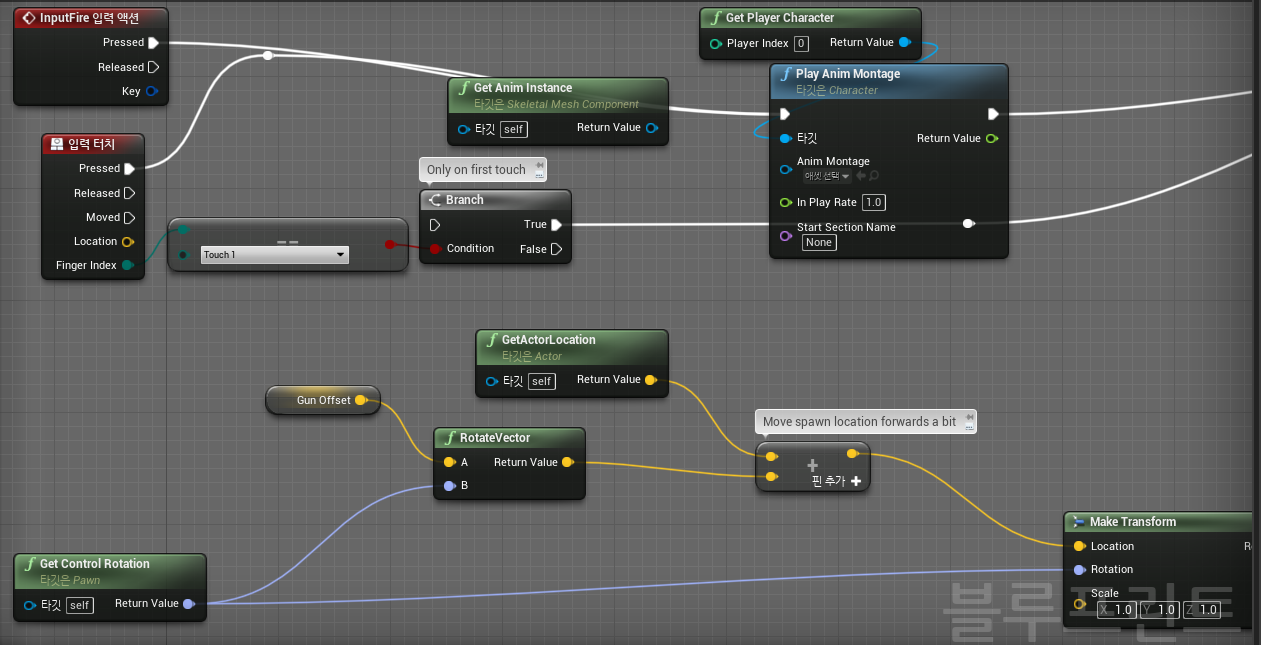 InputFire 입력 액션
Pressed
Released
Key
입력 터치
Pressed
Released
Moved
Location
Finger Index
==
Touch 1
Get Anim Instance
타깃은 Skeletal Mesh Component
타깃 self Return Value
Only on first touch
Branch
True
Condition False
Get Player Character
Player Index 0 Return Value
Play Anim Montage
타깃은 Character
타깃 Return Value
Anim Montage
애셋 선택
In Play Rate 1.0
Start Section Name
None
GetActorLocation
타깃은 Actor
타깃 self Return Value
Gun Offset
RotateVector
A Return Value
B
Move spawn location forwards a bit
+
핀 추가 +
Get Control Rotation
타깃은 Pawn
타깃 self Return Value
Make Transform
Location
Rotation
Scale
X 1.0 Y 1.0 Z 1.0
블루프린트